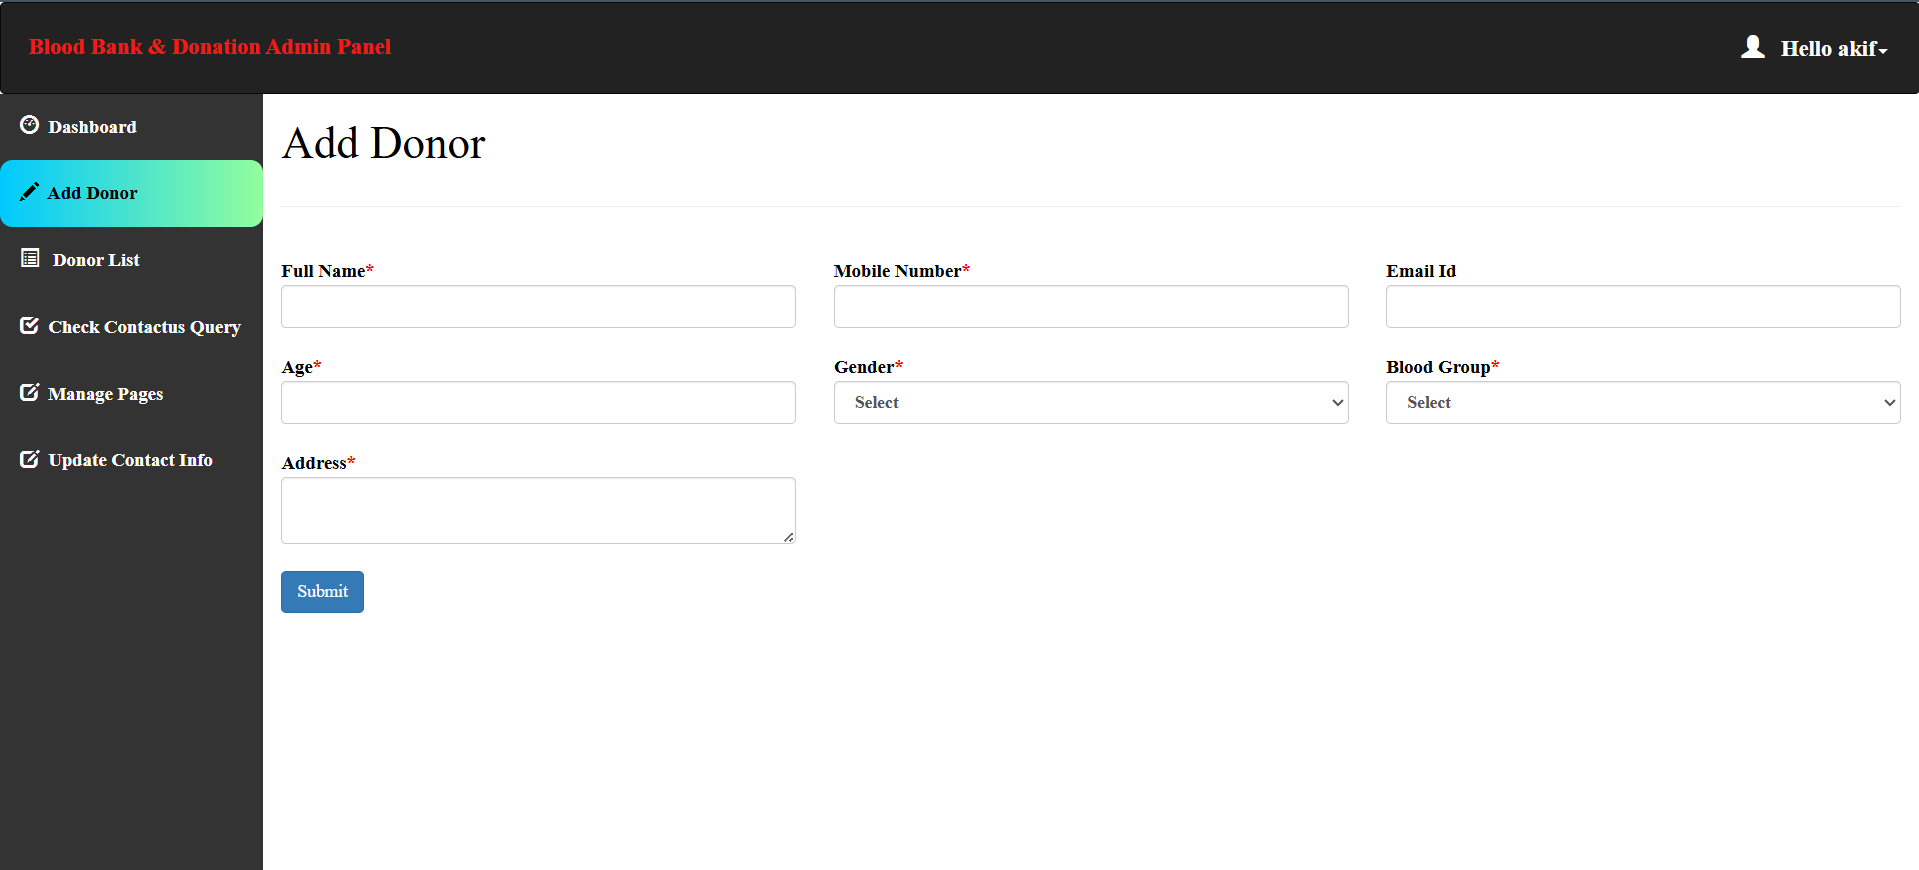 Blood Bank & Donation Admin Panel
Hello akif
Dashboard
Add Donor
Donor List
Check Contactus Query
Manage Pages
Update Contact Info
Add Donor
Full Name*
Mobile Number*
Email Id
Age*
Gender*
Blood Group*
Select
Select
Address*
Submit